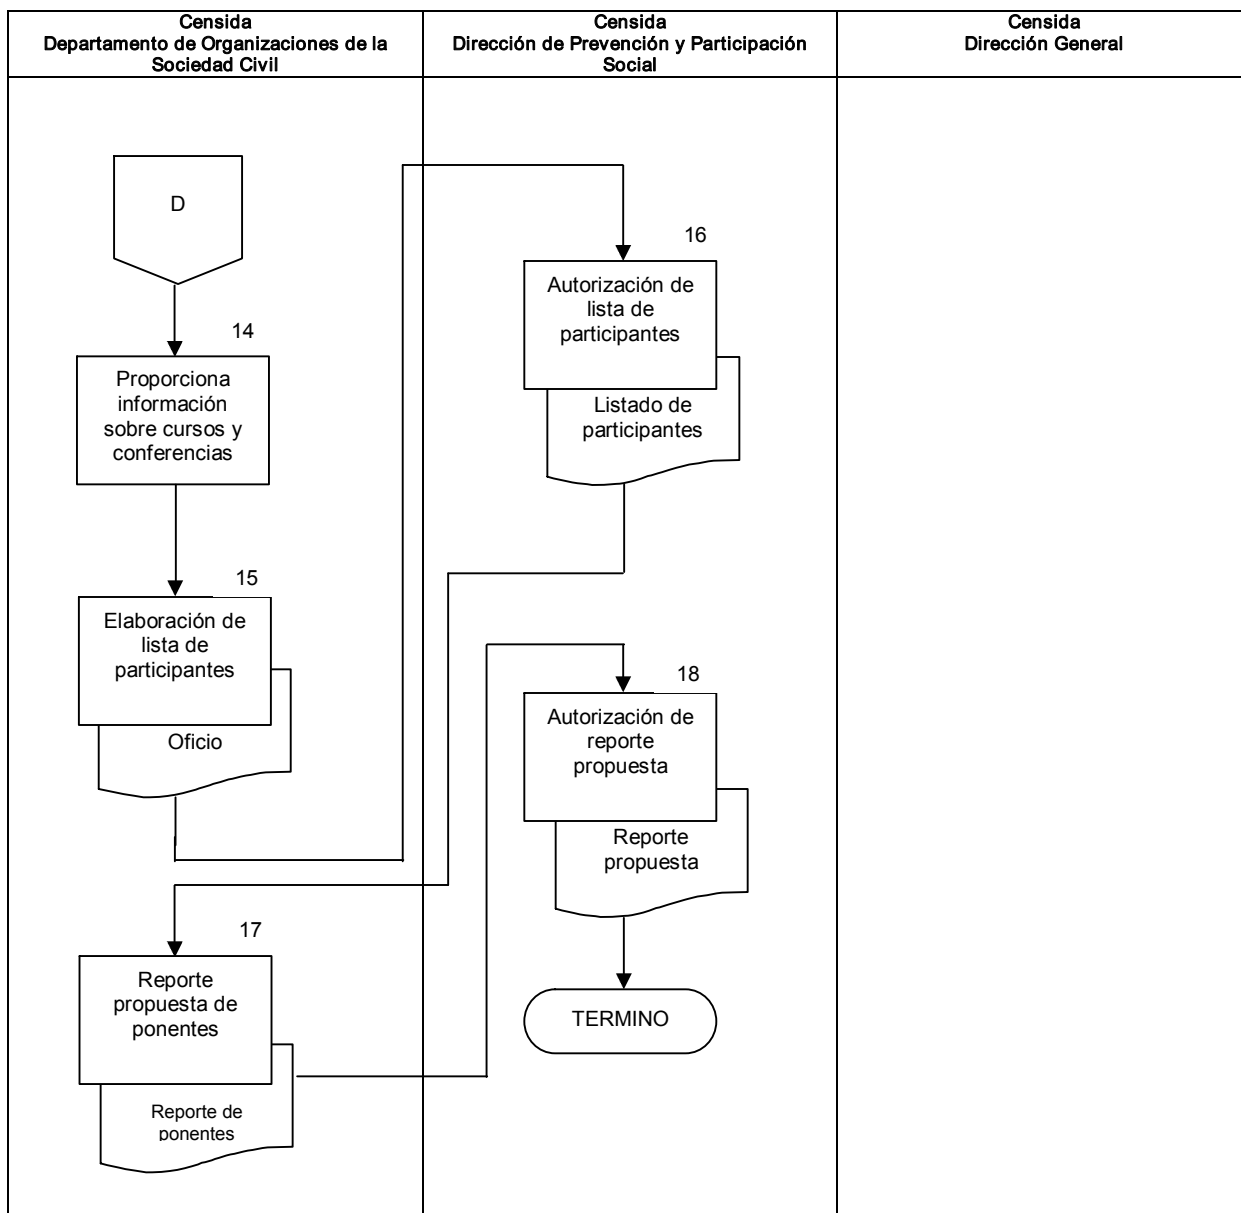 Censida
Departamento de Organizaciones de la
Sociedad Civil
Censida
Dirección de Prevención y Participación
Social
Censida
Dirección General
D
14
Proporciona
información
sobre cursos y
conferencias
15
Elaboración de
lista de
participantes
Oficio
16
Autorización de
lista de
participantes
Listado de
participantes
17
Reporte
propuesta de
ponentes
Reporte de
ponentes
18
Autorización de
reporte
propuesta
Reporte
propuesta
TERMINO